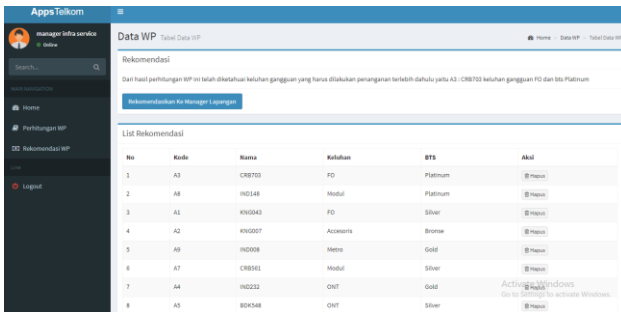 AppsTelkom
manager infra service
Online
Search...
MAIN NAVIGATION
Home
Perhitungan WP
Rekomendasi WP
Logout
Data WP Tabel Data WP
Home > Data WP > Tabel Data WP
Rekomendasi
Dari hasil perhitungan WP ini telah diketahui keluhan gangguan yang harus dilakukan penanganan terlebih dahulu yaitu A3 : CRB703 keluhan gangguan FO dan bts Platinum
Rekomendasikan Ke Manager Lapangan
List Rekomendasi
No Kode Nama Keluhan BTS Aksi
1 A3 CRB703 FO Platinum Hapus
2 A8 IND148 Modul Platinum Hapus
3 A1 KNG043 FO Silver Hapus
4 A2 KNG007 Accesoris Bronse Hapus
5 A9 IND008 Metro Gold Hapus
6 A7 CRB561 Modul Silver Hapus
7 A4 IND232 ONT Gold Hapus
8 A5 BDK548 ONT Silver Hapus
Activate Windows
Go to Settings to activate Windows.